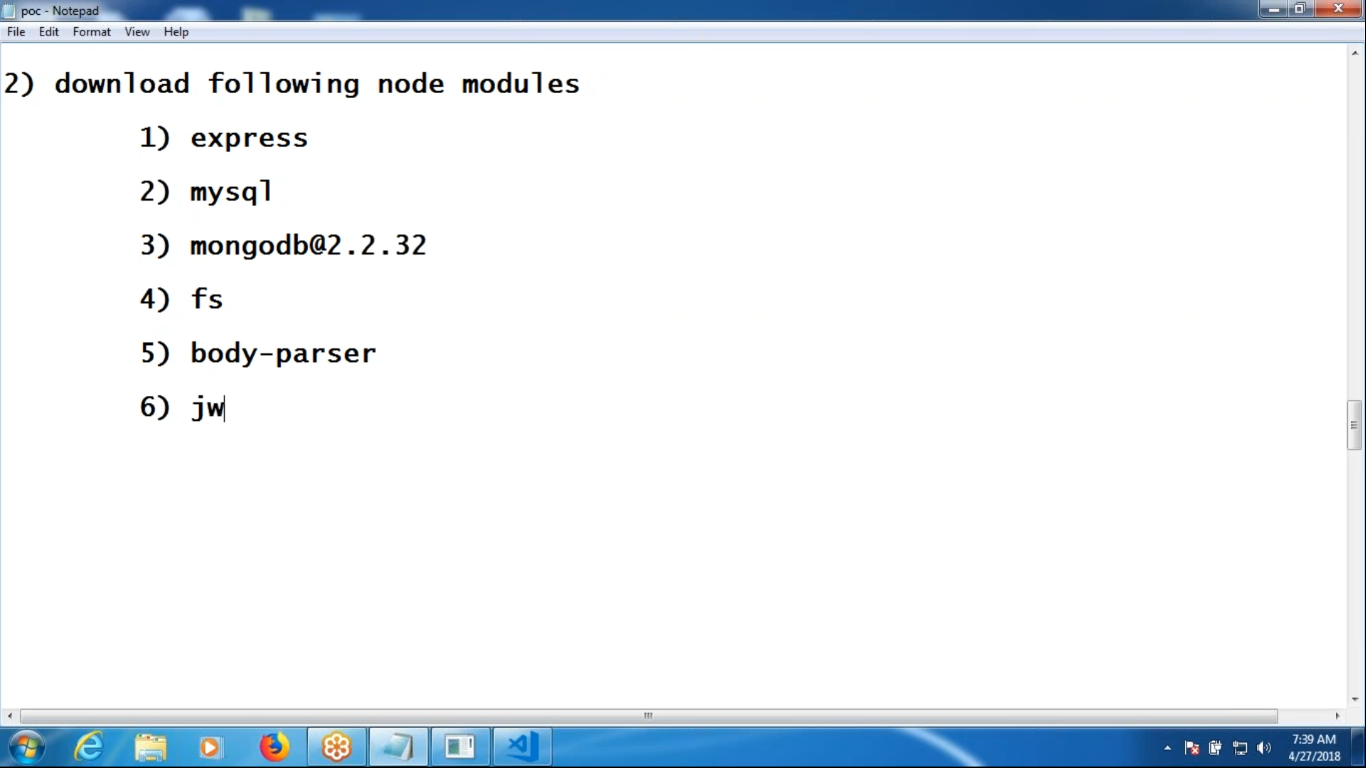 poc - Notepad
File Edit Format View Help
2) download following node modules
1) express
2) mysql
3) mongodb@2.2.32
4) fs
5) body-parser
6) jw
7:39 AM
4/27/2018